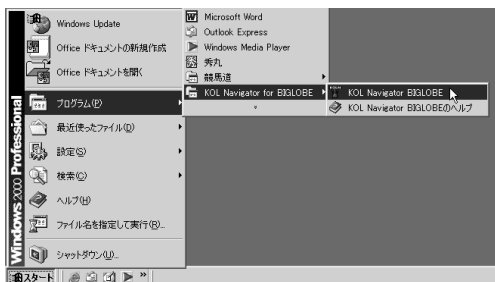 Windows Update
Office ドキュメントの新規作成
Office ドキュメントを開く
プログラム(P)
最近使ったファイル(D)
設定(S)
検索(C)
ヘルプ(H)
ファイル名を指定して実行(R)...
シャットダウン(U)...
Windows 2000 Professional
スタート
Microsoft Word
Outlook Express
Windows Media Player
秀丸
競馬道
KOL Navigator for BIGLOBE
KOL Navigator BIGLOBE
KOL Navigator BIGLOBEのヘルプ